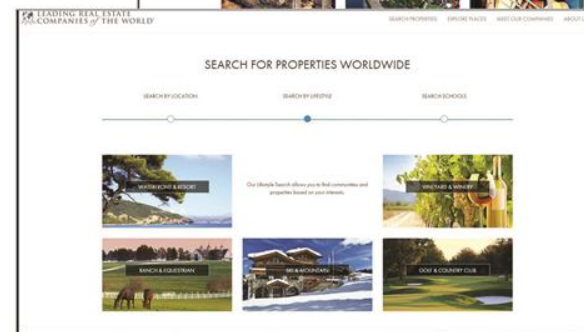 LEADING REAL ESTATE
COMPANIES of THE WORLD
SEARCH PROPERTIES EXPLORE PLACES MEET OUR COMPANIES ABOUT
SEARCH FOR PROPERTIES WORLDWIDE
SEARCH BY LOCATION SEARCH BY LIFESTYLE SEARCH SCHOOLS
WATERFRONT & RESORT
Our Lifestyle Search allows you to find communities and
properties based on your interests.
VINEYARD & WINERY
RANCH & EQUESTRIAN
SKI & MOUNTAIN
GOLF & COUNTRY CLUB